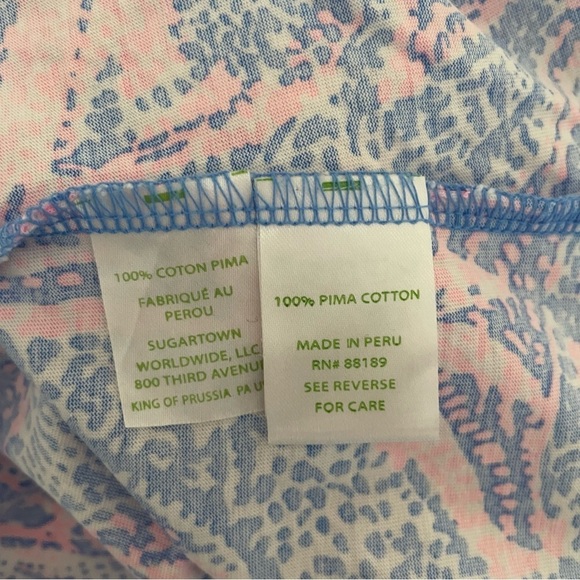 100% COTON PIMA
FABRIQUÉ AU
PEROU
SUGARTOWN
WORLDWIDE, LLC
800 THIRD AVENUE
KING OF PRUSSIA PA
100% PIMA COTTON
MADE IN PERU
RN# 88189
SEE REVERSE
FOR CARE